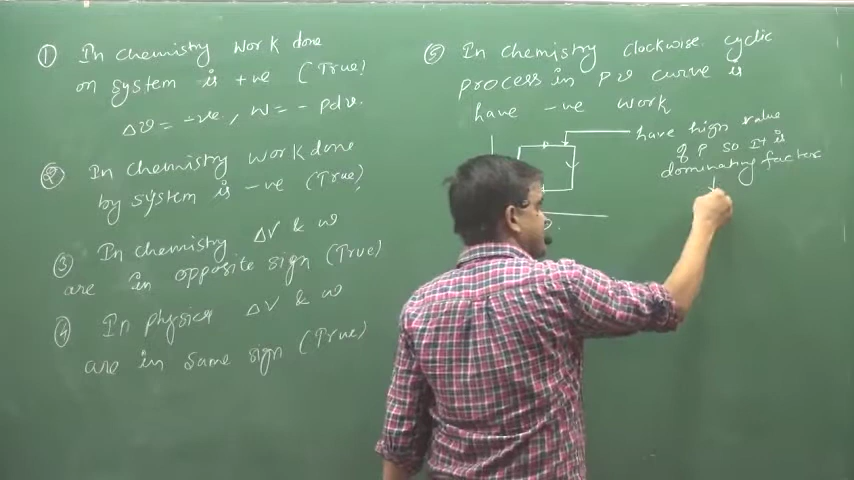 ① In chemistry work done
on system is +ve (True)
Δv = -ve, w = - pdv.
② In chemistry work done
by system is -ve (True)
③ In chemistry ΔV & w
are in opposite sign (True)
④ In physics ΔV & w
are in same sign (True)
⑤ In chemistry clockwise cyclic
process in Pv curve is
have -ve work
have high value
of P so It is
dominating factor